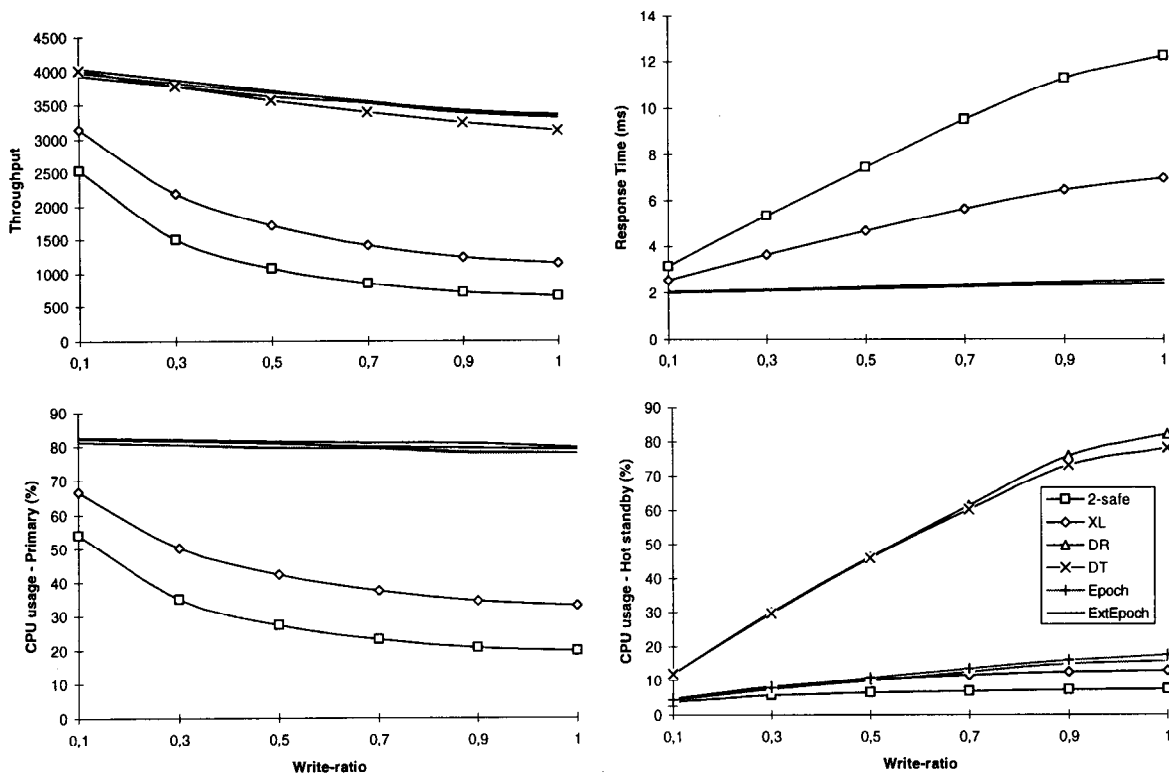 Throughput
4500
4000
3500
3000
2500
2000
1500
1000
500
0
0,1 0,3 0,5 0,7 0,9 1
Response Time (ms)
14
12
10
8
6
4
2
0
0,1 0,3 0,5 0,7 0,9 1
CPU usage - Primary (%)
90
80
70
60
50
40
30
20
10
0
0,1 0,3 0,5 0,7 0,9 1
Write-ratio
CPU usage - Hot standby (%)
90
80
70
60
50
40
30
20
10
0
0,1 0,3 0,5 0,7 0,9 1
Write-ratio
2-safe
XL
DR
DT
Epoch
ExtEpoch